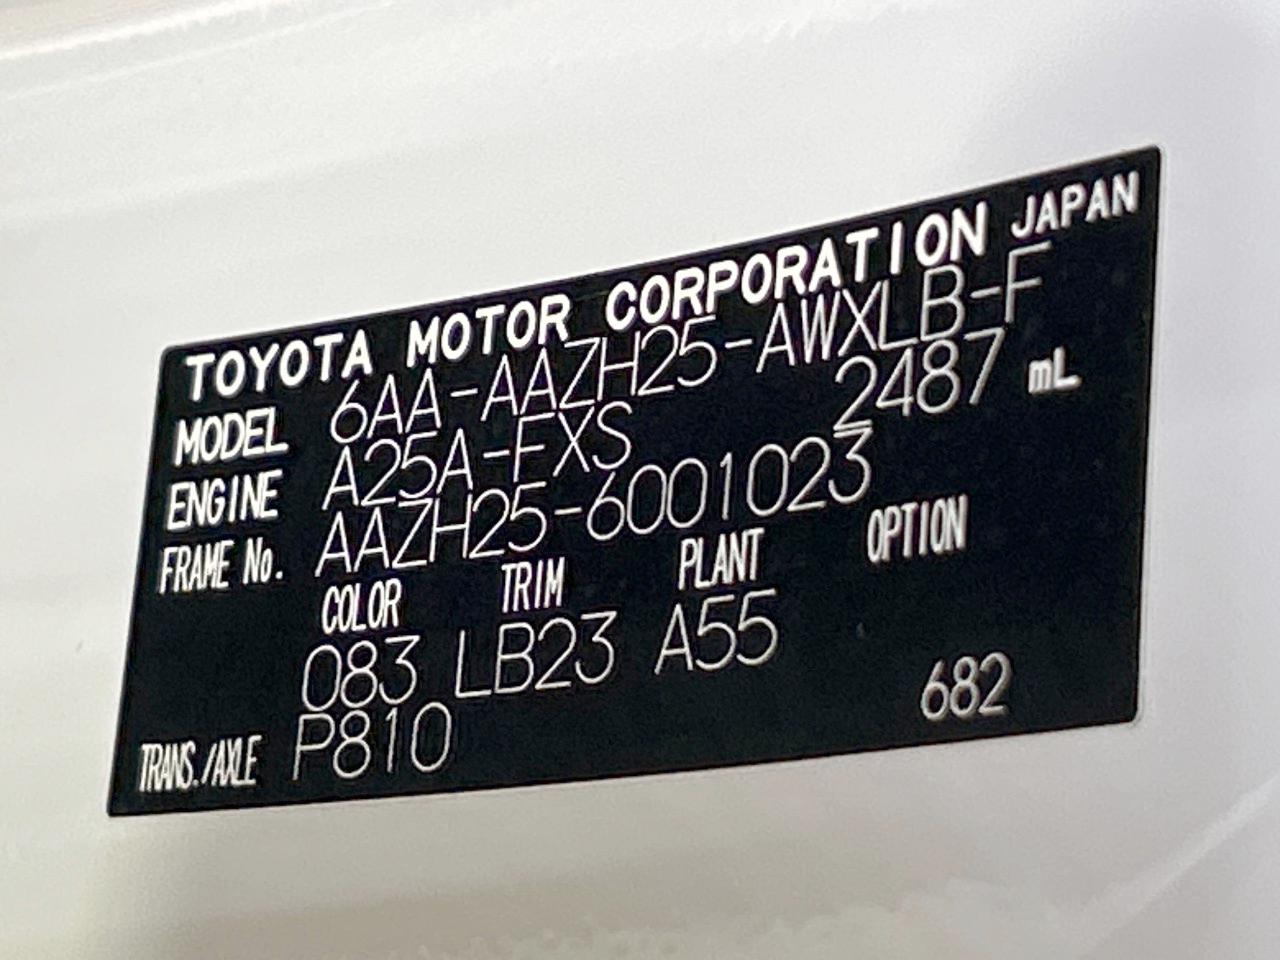 TOYOTA MOTOR CORPORATION JAPAN
MODEL 6AA-AAZH25-AWXLB-F
ENGINE A25A-FXS 2487 mL
FRAME No. AAZH25-6001023
COLOR TRIM PLANT OPTION
083 LB23 A55
TRANS./AXLE P810 682